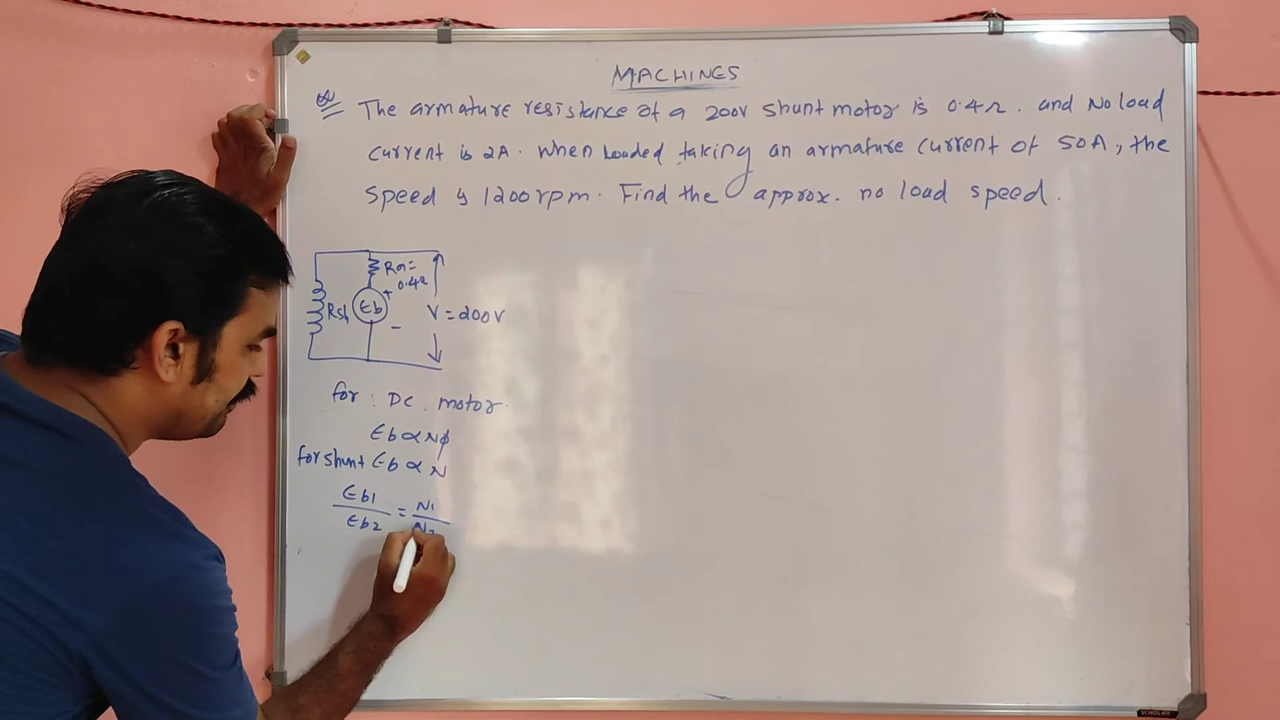 MACHINES
Q) The armature resistance of a 200V shunt motor is 0.4Ω. and No load
current is 2A. When Loaded taking an armature current of 50A, the
speed is 1200rpm. Find the approx. no load speed.
Ra=
0.4Ω
+
Rsh
Eb
V = 200V
−
for : DC. motor.
Eb ∝ Nϕ
for shunt Eb ∝ N
Eb1
Eb2
=
N1
N2
SCHOLAR